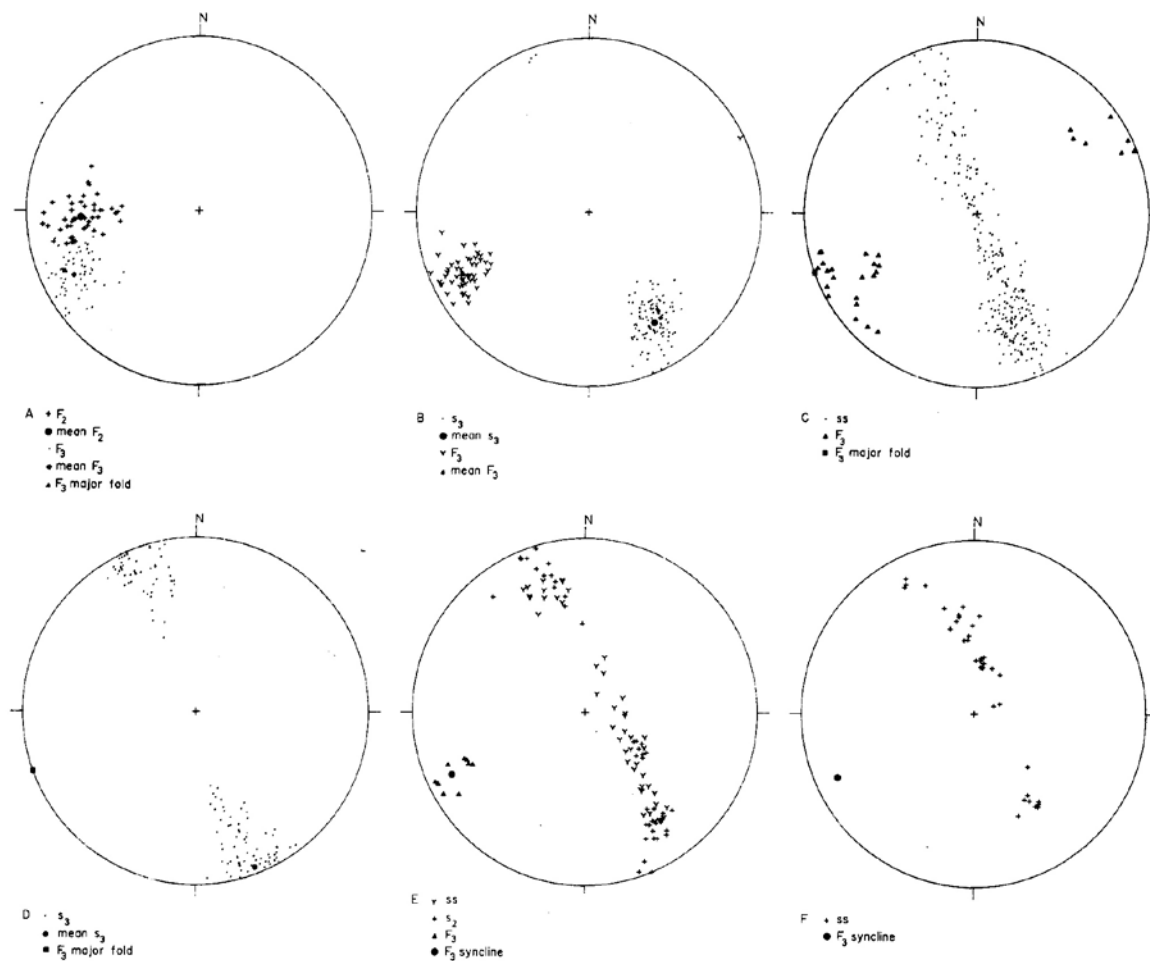 N
N
N
A + F2
● mean F2
· F3
◆ mean F3
▲ F3 major fold
B · s3
● mean s3
Y F3
▲ mean F3
C · ss
▲ F3
■ F3 major fold
N
N
N
D · s3
● mean s3
■ F3 major fold
E Y ss
+ s2
▲ F3
● F3 syncline
F + ss
● F3 syncline